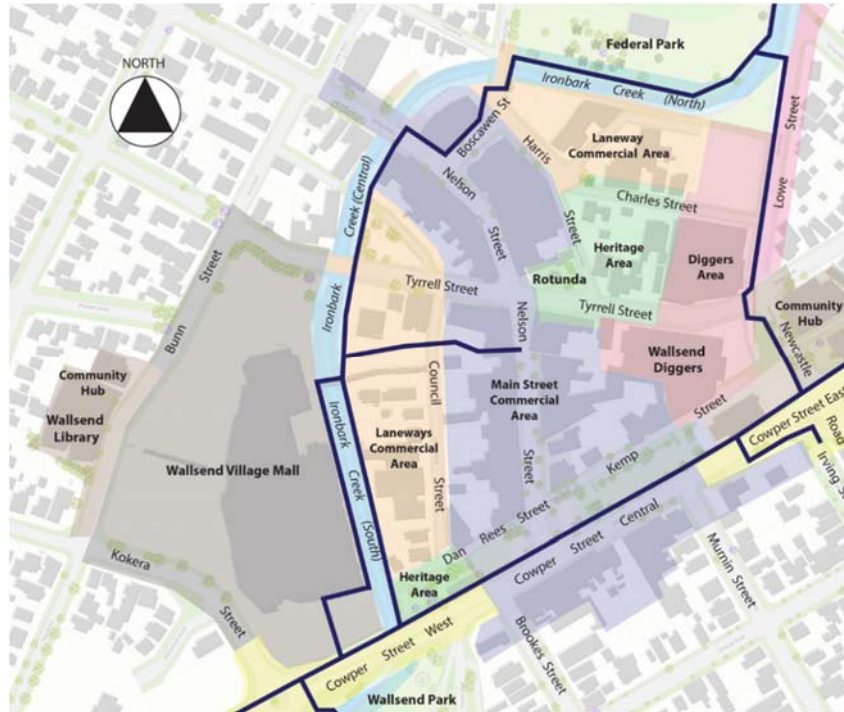 NORTH
Federal Park
Ironbark Creek (North)
Boscawen St
Harris
Street
Laneway
Commercial Area
Lowe Street
Nelson
Street
Charles Street
Ironbark Creek (Central)
Heritage
Area
Diggers
Area
Bunn Street
Tyrrell Street
Rotunda
Tyrrell Street
Nelson
Street
Community
Hub
Newcastle
Road
Wallsend
Diggers
Community
Hub
Wallsend
Library
Council
Street
Main Street
Commercial
Area
Cowper Street East
Irving S
Laneways
Commercial
Area
Ironbark Creek (South)
Wallsend Village Mall
Kemp Street
Dan Rees Street
Cowper Street Central
Murnin Street
Kokera Street
Heritage
Area
Cowper Street West
Brookes Street
Wallsend Park